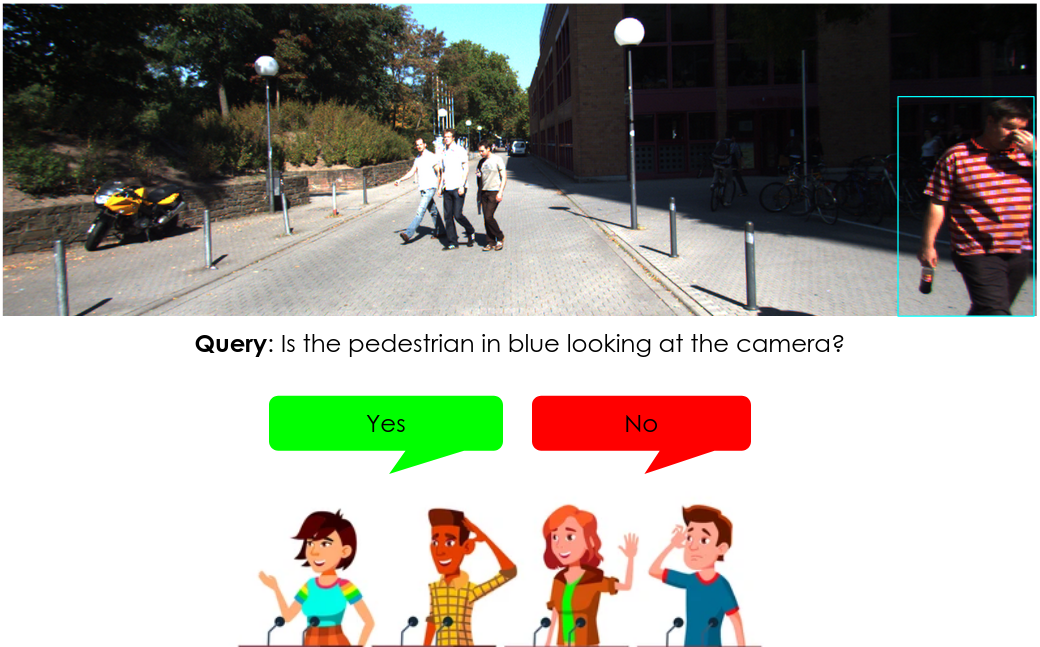 Query: Is the pedestrian in blue looking at the camera?
Yes
No